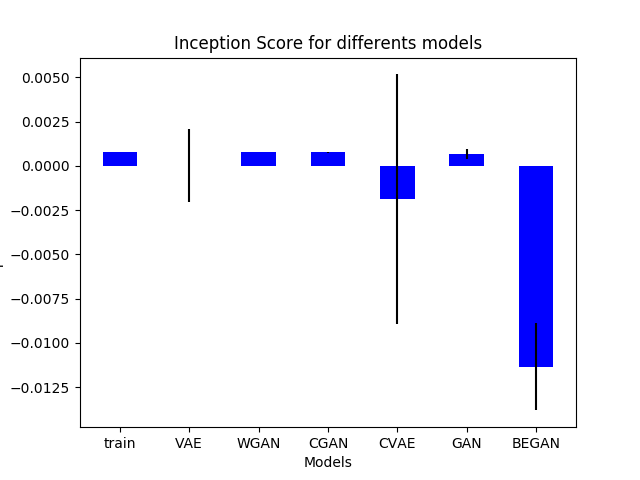 Inception Score for differents models
0.0050
0.0025
0.0000
−0.0025
−0.0050
−0.0075
−0.0100
−0.0125
train VAE WGAN CGAN CVAE GAN BEGAN
Models